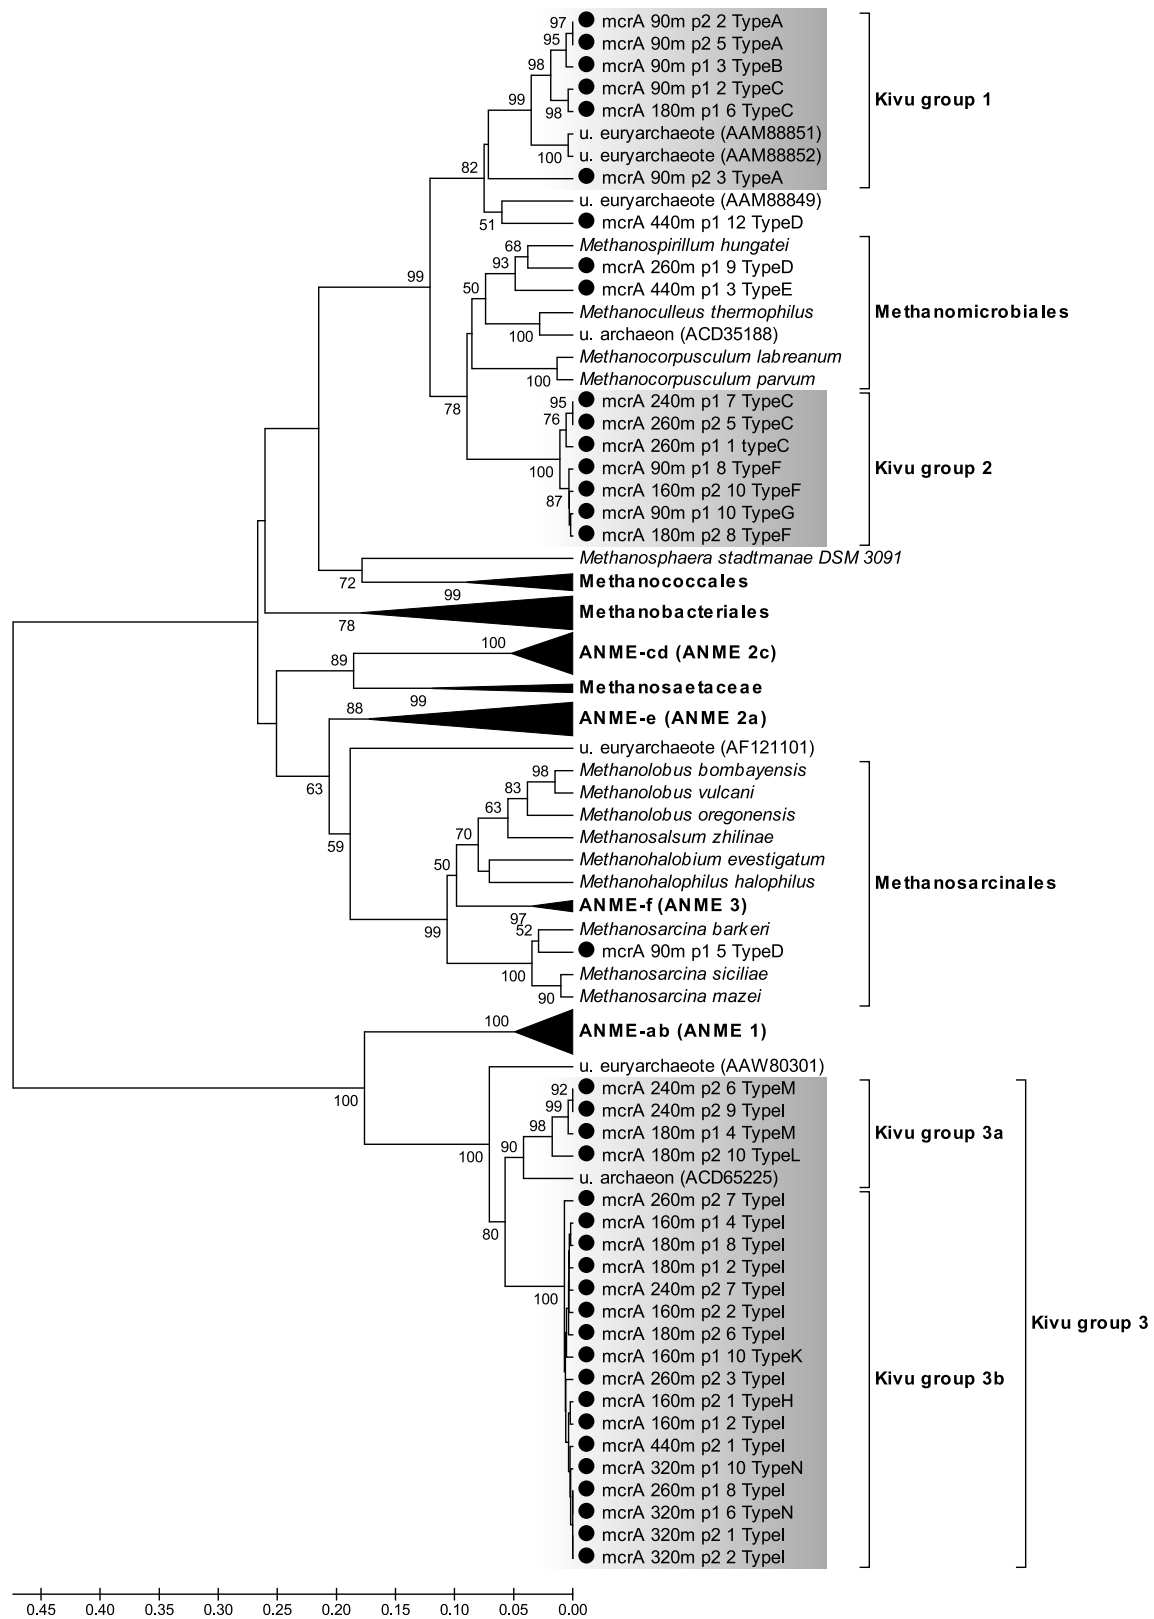 97
mcrA 90m p2 2 TypeA
95
mcrA 90m p2 5 TypeA
98
mcrA 90m p1 3 TypeB
mcrA 90m p1 2 TypeC
Kivu group 1
99
98
mcrA 180m p1 6 TypeC
u. euryarchaeote (AAM88851)
100
u. euryarchaeote (AAM88852)
82
mcrA 90m p2 3 TypeA
u. euryarchaeote (AAM88849)
51
mcrA 440m p1 12 TypeD
68
Methanospirillum hungatei
93
mcrA 260m p1 9 TypeD
99
50
mcrA 440m p1 3 TypeE
Methanoculleus thermophilus
Methanomicrobiales
100
u. archaeon (ACD35188)
Methanocorpusculum labreanum
100
Methanocorpusculum parvum
78
95
mcrA 240m p1 7 TypeC
76
mcrA 260m p2 5 TypeC
mcrA 260m p1 1 typeC
100
mcrA 90m p1 8 TypeF
Kivu group 2
87
mcrA 160m p2 10 TypeF
mcrA 90m p1 10 TypeG
mcrA 180m p2 8 TypeF
Methanosphaera stadtmanae DSM 3091
72
Methanococcales
99
Methanobacteriales
78
100
ANME-cd (ANME 2c)
89
Methanosaetaceae
99
88
ANME-e (ANME 2a)
u. euryarchaeote (AF121101)
63
98
Methanolobus bombayensis
83
Methanolobus vulcani
63
Methanolobus oregonensis
70
Methanosalsum zhilinae
59
50
Methanohalobium evestigatum
Methanohalophilus halophilus
Methanosarcinales
ANME-f (ANME 3)
97
99
52
Methanosarcina barkeri
mcrA 90m p1 5 TypeD
100
Methanosarcina siciliae
90
Methanosarcina mazei
100
ANME-ab (ANME 1)
u. euryarchaeote (AAW80301)
100
92
mcrA 240m p2 6 TypeM
99
mcrA 240m p2 9 TypeI
98
mcrA 180m p1 4 TypeM
Kivu group 3a
90
mcrA 180m p2 10 TypeL
100
u. archaeon (ACD65225)
mcrA 260m p2 7 TypeI
80
mcrA 160m p1 4 TypeI
mcrA 180m p1 8 TypeI
mcrA 180m p1 2 TypeI
100
mcrA 240m p2 7 TypeI
mcrA 160m p2 2 TypeI
Kivu group 3
mcrA 180m p2 6 TypeI
mcrA 160m p1 10 TypeK
mcrA 260m p2 3 TypeI
Kivu group 3b
mcrA 160m p2 1 TypeH
mcrA 160m p1 2 TypeI
mcrA 440m p2 1 TypeI
mcrA 320m p1 10 TypeN
mcrA 260m p1 8 TypeI
mcrA 320m p1 6 TypeN
mcrA 320m p2 1 TypeI
mcrA 320m p2 2 TypeI
0.45 0.40 0.35 0.30 0.25 0.20 0.15 0.10 0.05 0.00